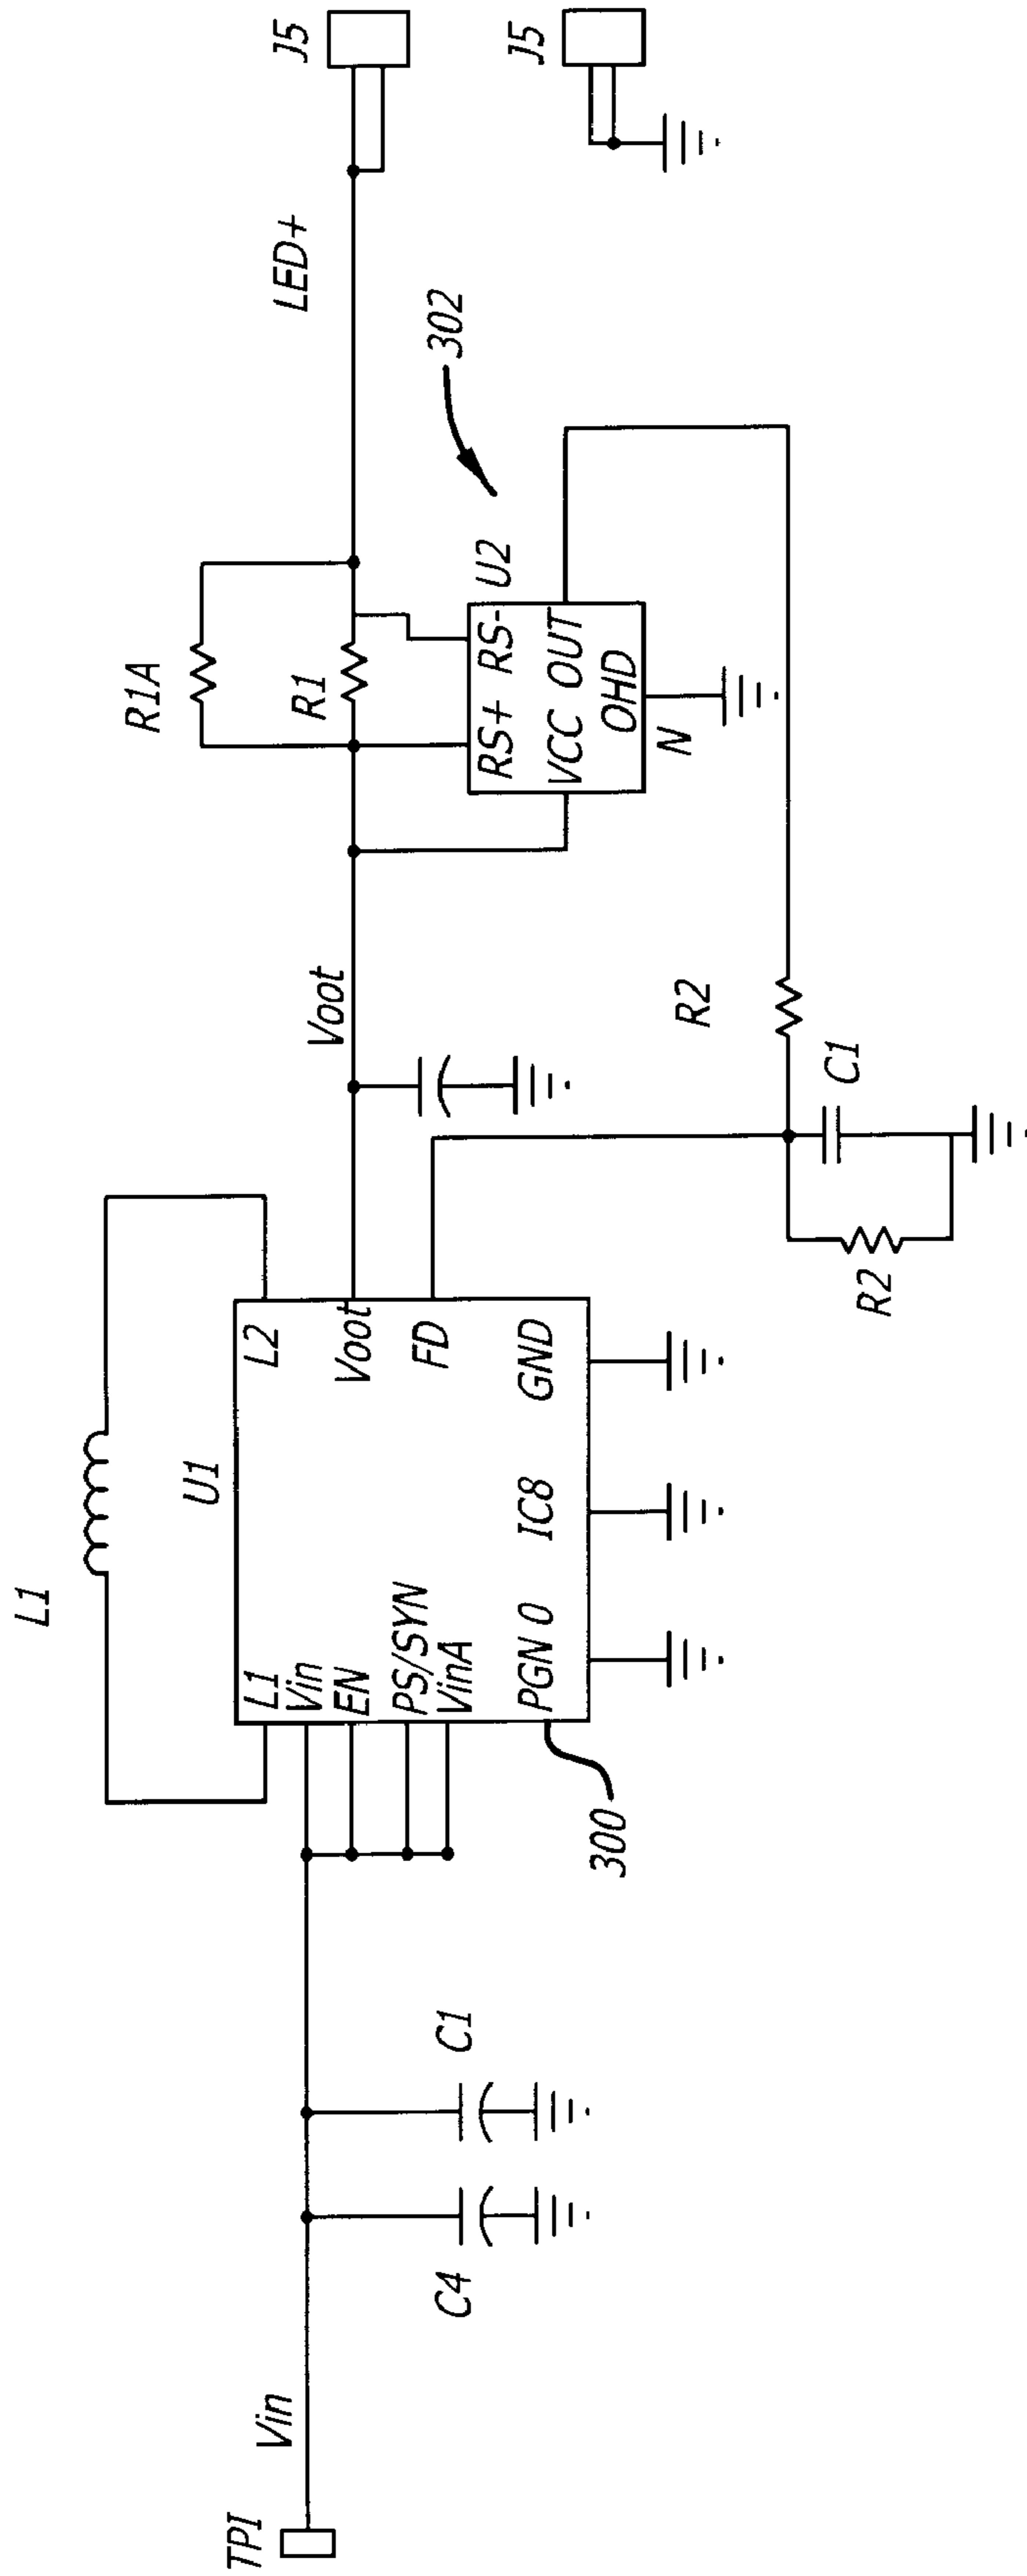 TPI
Vin
C4
C1
L1
U1
L1
Vin
EN
PS/SYN
VinA
PGN 0
IC8
GND
L2
Voot
FD
300
Voot
R2
C1
R2
R1A
R1
RS+ RS-
VCC OUT
OHD
N
U2
302
LED+
J5
J5